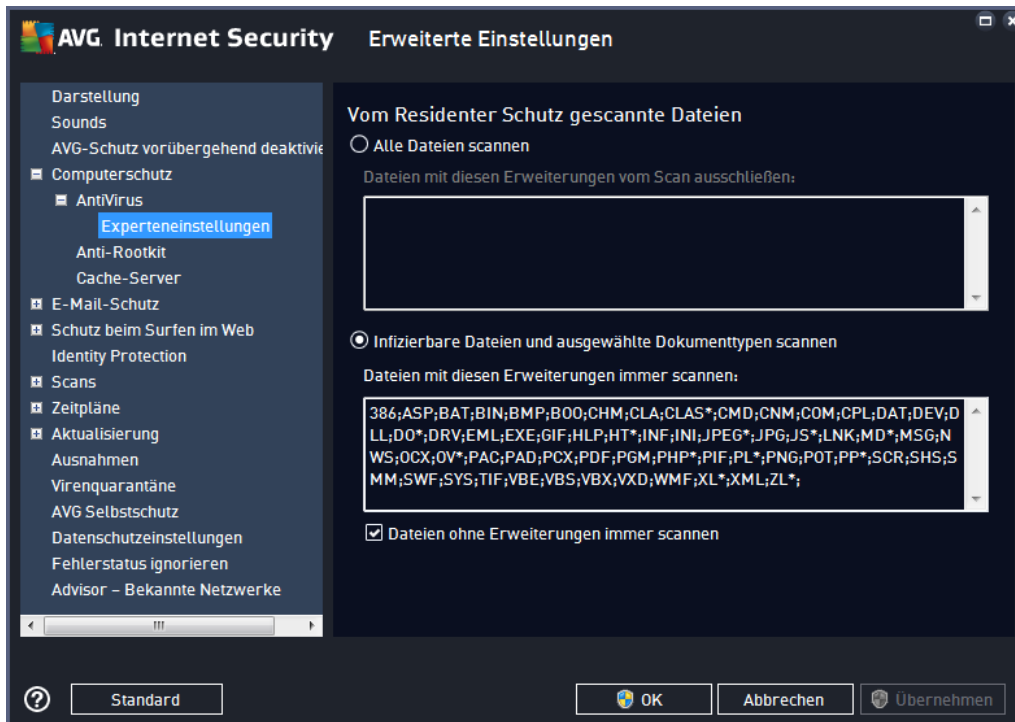 AVG Internet Security
Erweiterte Einstellungen
Darstellung
Sounds
AVG-Schutz vorübergehend deaktivie
Computerschutz
AntiVirus
Experteneinstellungen
Anti-Rootkit
Cache-Server
E-Mail-Schutz
Schutz beim Surfen im Web
Identity Protection
Scans
Zeitpläne
Aktualisierung
Ausnahmen
Virenquarantäne
AVG Selbstschutz
Datenschutzeinstellungen
Fehlerstatus ignorieren
Advisor – Bekannte Netzwerke
Vom Residenter Schutz gescannte Dateien
Alle Dateien scannen
Dateien mit diesen Erweiterungen vom Scan ausschließen:
Infizierbare Dateien und ausgewählte Dokumenttypen scannen
Dateien mit diesen Erweiterungen immer scannen:
386;ASP;BAT;BIN;BMP;BOO;CHM;CLA;CLAS*;CMD;CNM;COM;CPL;DAT;DEV;D
LL;DO*;DRV;EML;EXE;GIF;HLP;HT*;INF;INI;JPEG*;JPG;JS*;LNK;MD*;MSG;N
WS;OCX;OV*;PAC;PAD;PCX;PDF;PGM;PHP*;PIF;PL*;PNG;POT;PP*;SCR;SHS;S
MM;SWF;SYS;TIF;VBE;VBS;VBX;VXD;WMF;XL*;XML;ZL*;
Dateien ohne Erweiterungen immer scannen
Standard
OK
Abbrechen
Übernehmen